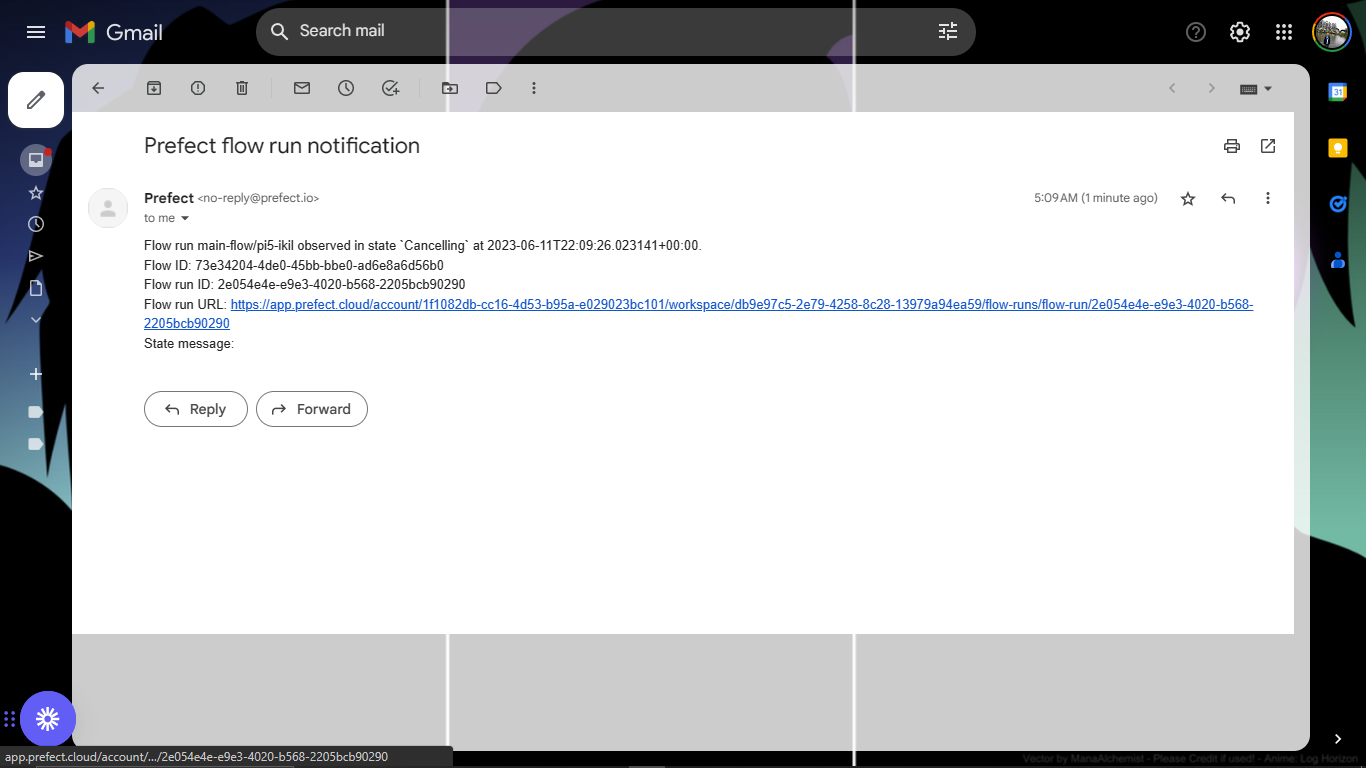 Gmail
Search mail
31
Prefect flow run notification
Prefect <no-reply@prefect.io>
5:09 AM (1 minute ago)
to me
Flow run main-flow/pi5-ikil observed in state `Cancelling` at 2023-06-11T22:09:26.023141+00:00.
Flow ID: 73e34204-4de0-45bb-bbe0-ad6e8a6d56b0
Flow run ID: 2e054e4e-e9e3-4020-b568-2205bcb90290
Flow run URL: https://app.prefect.cloud/account/1f1082db-cc16-4d53-b95a-e029023bc101/workspace/db9e97c5-2e79-4258-8c28-13979a94ea59/flow-runs/flow-run/2e054e4e-e9e3-4020-b568-
2205bcb90290
State message:
Reply
Forward
app.prefect.cloud/account/.../2e054e4e-e9e3-4020-b568-2205bcb90290
Vector by ManaAlchemist - Please Credit if used! - Anime: Log Horizon